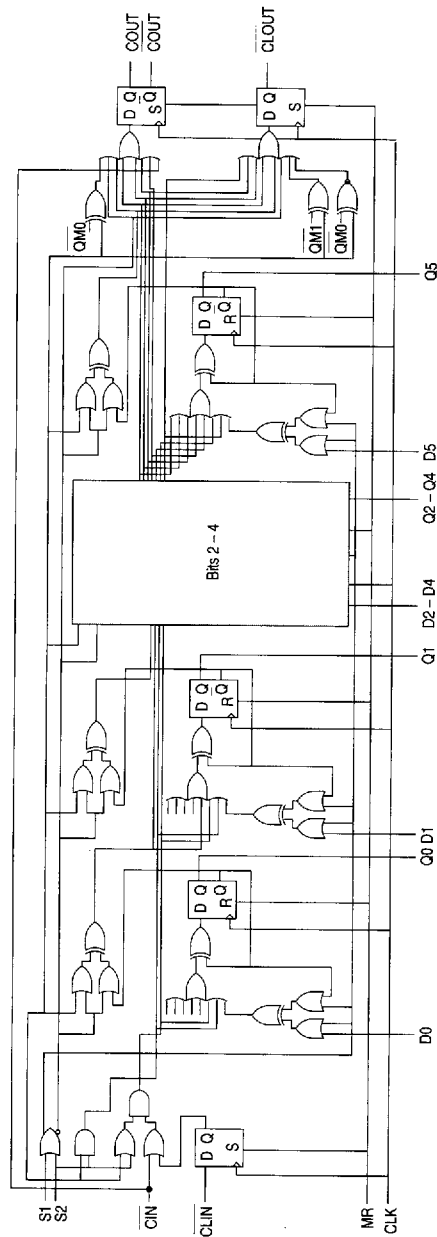 COUT
COUT
CLOUT
D Q
Q
S
D Q
S
QM0
QM1
QM0
Q5
D Q
Q
R
D5
Bits 2 – 4
Q2 – Q4
D2 – D4
Q1
D Q
Q
R
Q0 D1
D Q
Q
R
D0
S1
S2
CIN
CLIN
D Q
S
MR
CLK